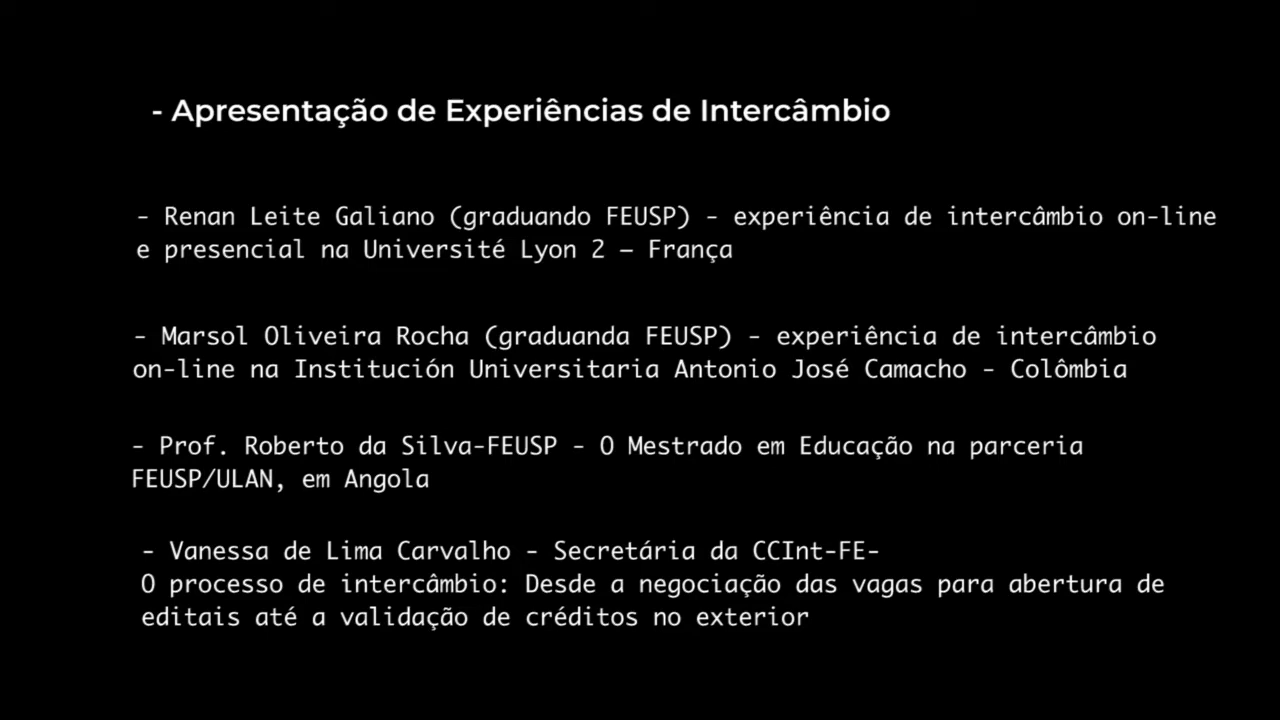 - Apresentação de Experiências de Intercâmbio
- Renan Leite Galiano (graduando FEUSP) - experiência de intercâmbio on-line
e presencial na Université Lyon 2 – França
- Marsol Oliveira Rocha (graduanda FEUSP) - experiência de intercâmbio
on-line na Institución Universitaria Antonio José Camacho - Colômbia
- Prof. Roberto da Silva-FEUSP - O Mestrado em Educação na parceria
FEUSP/ULAN, em Angola
- Vanessa de Lima Carvalho - Secretária da CCInt-FE-
O processo de intercâmbio: Desde a negociação das vagas para abertura de
editais até a validação de créditos no exterior